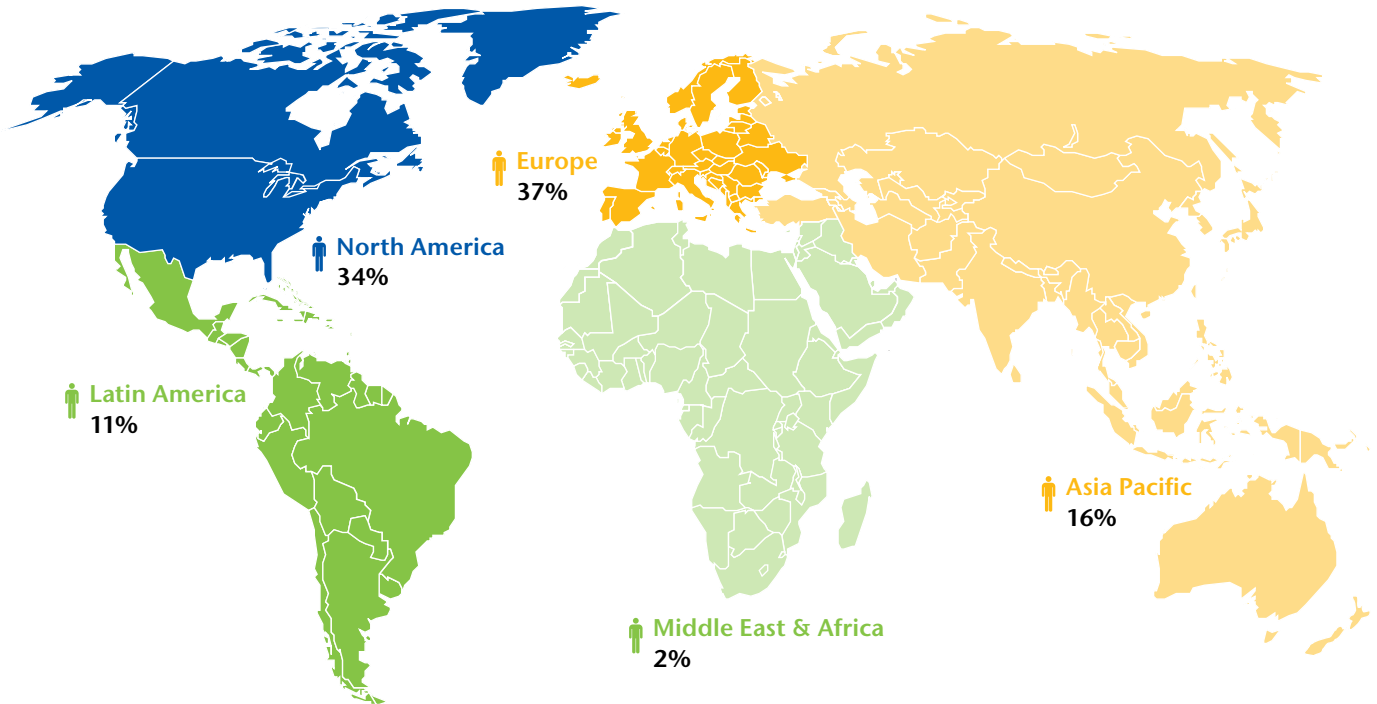 Europe
37%
North America
34%
Latin America
11%
Asia Pacific
16%
Middle East & Africa
2%